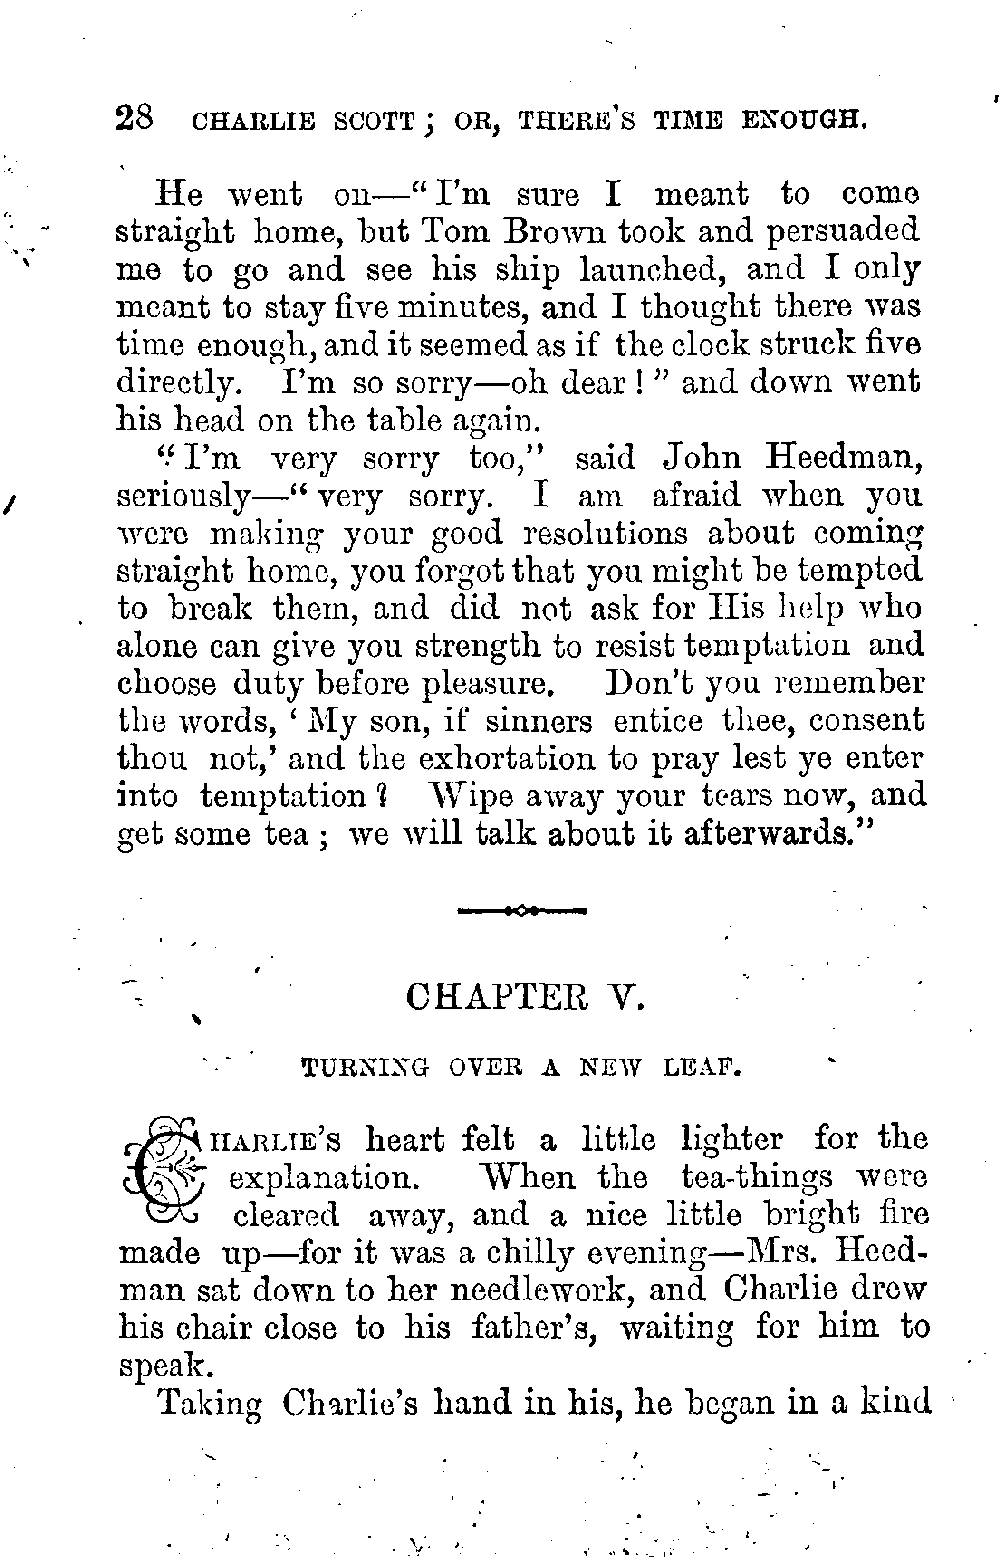 28 CHARLIE SCOTT; OR, THERE'S TIME ENOUGH.
He went on—"I'm sure I meant to come
straight home, but Tom Brown took and persuaded
me to go and see his ship launched, and I only
meant to stay five minutes, and I thought there was
time enough, and it seemed as if the clock struck five
directly. I'm so sorry—oh dear!" and down went
his head on the table again.
"I'm very sorry too," said John Heedman,
seriously—"very sorry. I am afraid when you
were making your good resolutions about coming
straight home, you forgot that you might be tempted
to break them, and did not ask for His help who
alone can give you strength to resist temptation and
choose duty before pleasure. Don't you remember
the words, 'My son, if sinners entice thee, consent
thou not,' and the exhortation to pray lest ye enter
into temptation? Wipe away your tears now, and
get some tea; we will talk about it afterwards."
CHAPTER V.
TURNING OVER A NEW LEAF.
CHARLIE'S heart felt a little lighter for the
explanation. When the tea-things were
cleared away, and a nice little bright fire
made up—for it was a chilly evening—Mrs. Heed-
man sat down to her needlework, and Charlie drew
his chair close to his father's, waiting for him to
speak.
Taking Charlie's hand in his, he began in a kind